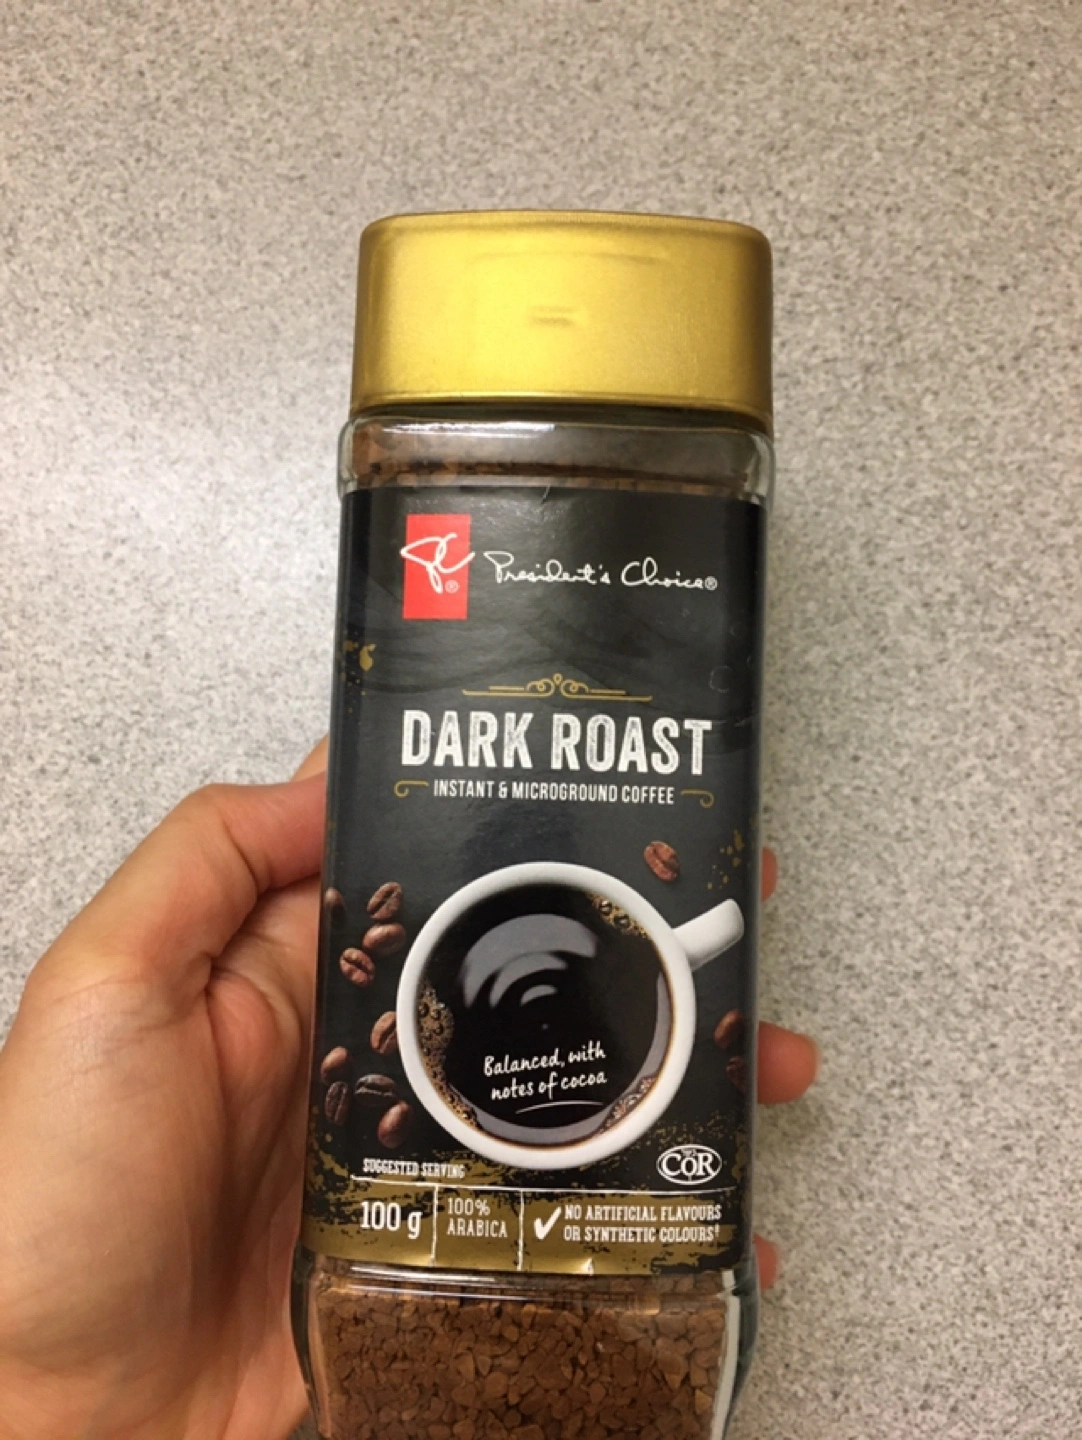 PC®
President's Choice®
DARK ROAST
INSTANT & MICROGROUND COFFEE
Balanced, with
notes of cocoa
SUGGESTED SERVING
COR
100 g
100%
ARABICA
✓ NO ARTIFICIAL FLAVOURS
OR SYNTHETIC COLOURS†